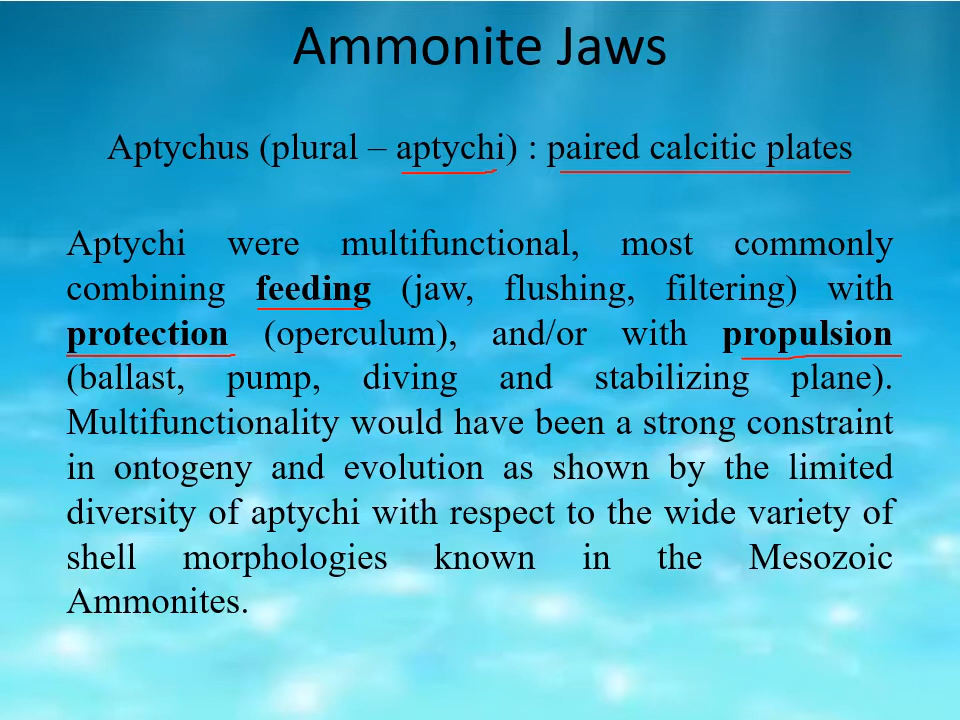 Ammonite Jaws
Aptychus (plural – aptychi) : paired calcitic plates
Aptychi were multifunctional, most commonly
combining feeding (jaw, flushing, filtering) with
protection (operculum), and/or with propulsion
(ballast, pump, diving and stabilizing plane).
Multifunctionality would have been a strong constraint
in ontogeny and evolution as shown by the limited
diversity of aptychi with respect to the wide variety of
shell morphologies known in the Mesozoic
Ammonites.